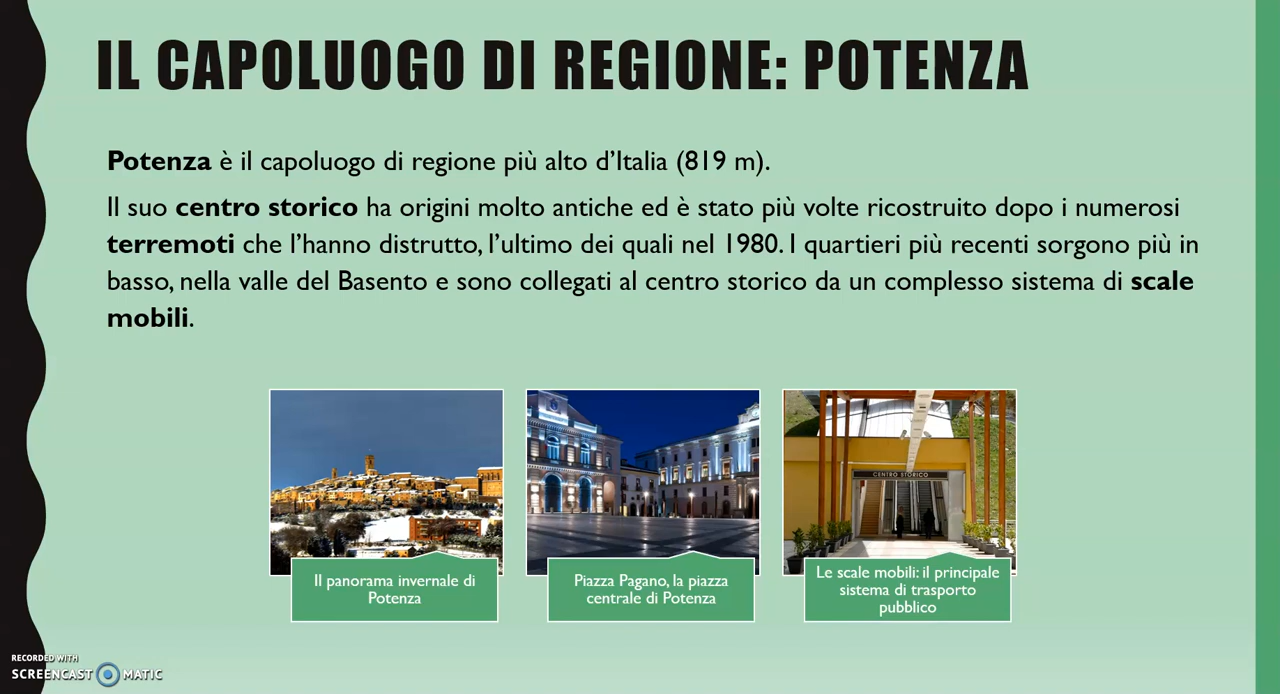 IL CAPOLUOGO DI REGIONE: POTENZA
Potenza è il capoluogo di regione più alto d’Italia (819 m).
Il suo centro storico ha origini molto antiche ed è stato più volte ricostruito dopo i numerosi
terremoti che l’hanno distrutto, l’ultimo dei quali nel 1980. I quartieri più recenti sorgono più in
basso, nella valle del Basento e sono collegati al centro storico da un complesso sistema di scale
mobili.
CENTRO STORICO
Il panorama invernale di
Potenza
Piazza Pagano, la piazza
centrale di Potenza
Le scale mobili: il principale
sistema di trasporto
pubblico
RECORDED WITH
SCREENCAST MATIC